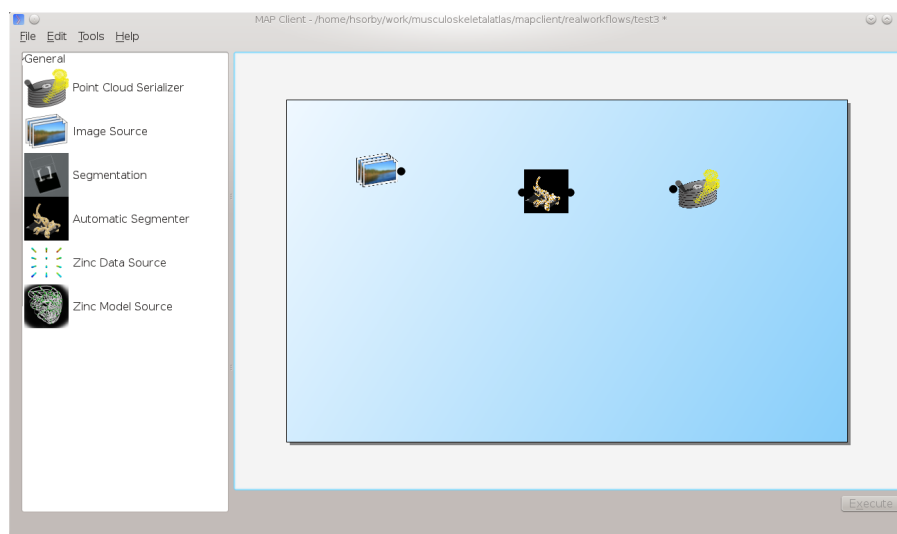 MAP Client - /home/hsorby/work/musculoskeletalatlas/mapclient/realworkflows/test3 *
File Edit Tools Help
General
Point Cloud Serializer
Image Source
Segmentation
Automatic Segmenter
Zinc Data Source
Zinc Model Source
Execute